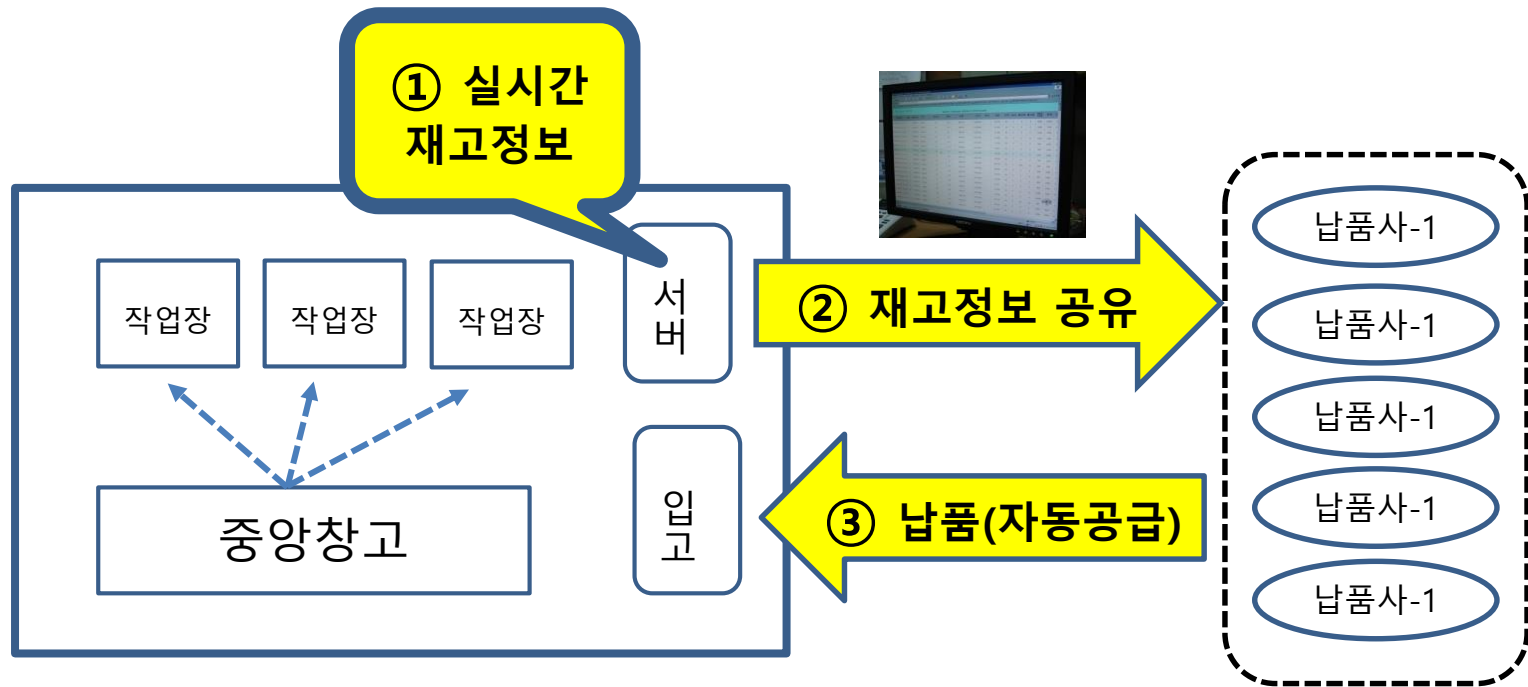 ① 실시간
재고정보
작업장
작업장
작업장
서
버
② 재고정보 공유
납품사-1
납품사-1
납품사-1
납품사-1
납품사-1
중앙창고
입
고
③ 납품(자동공급)